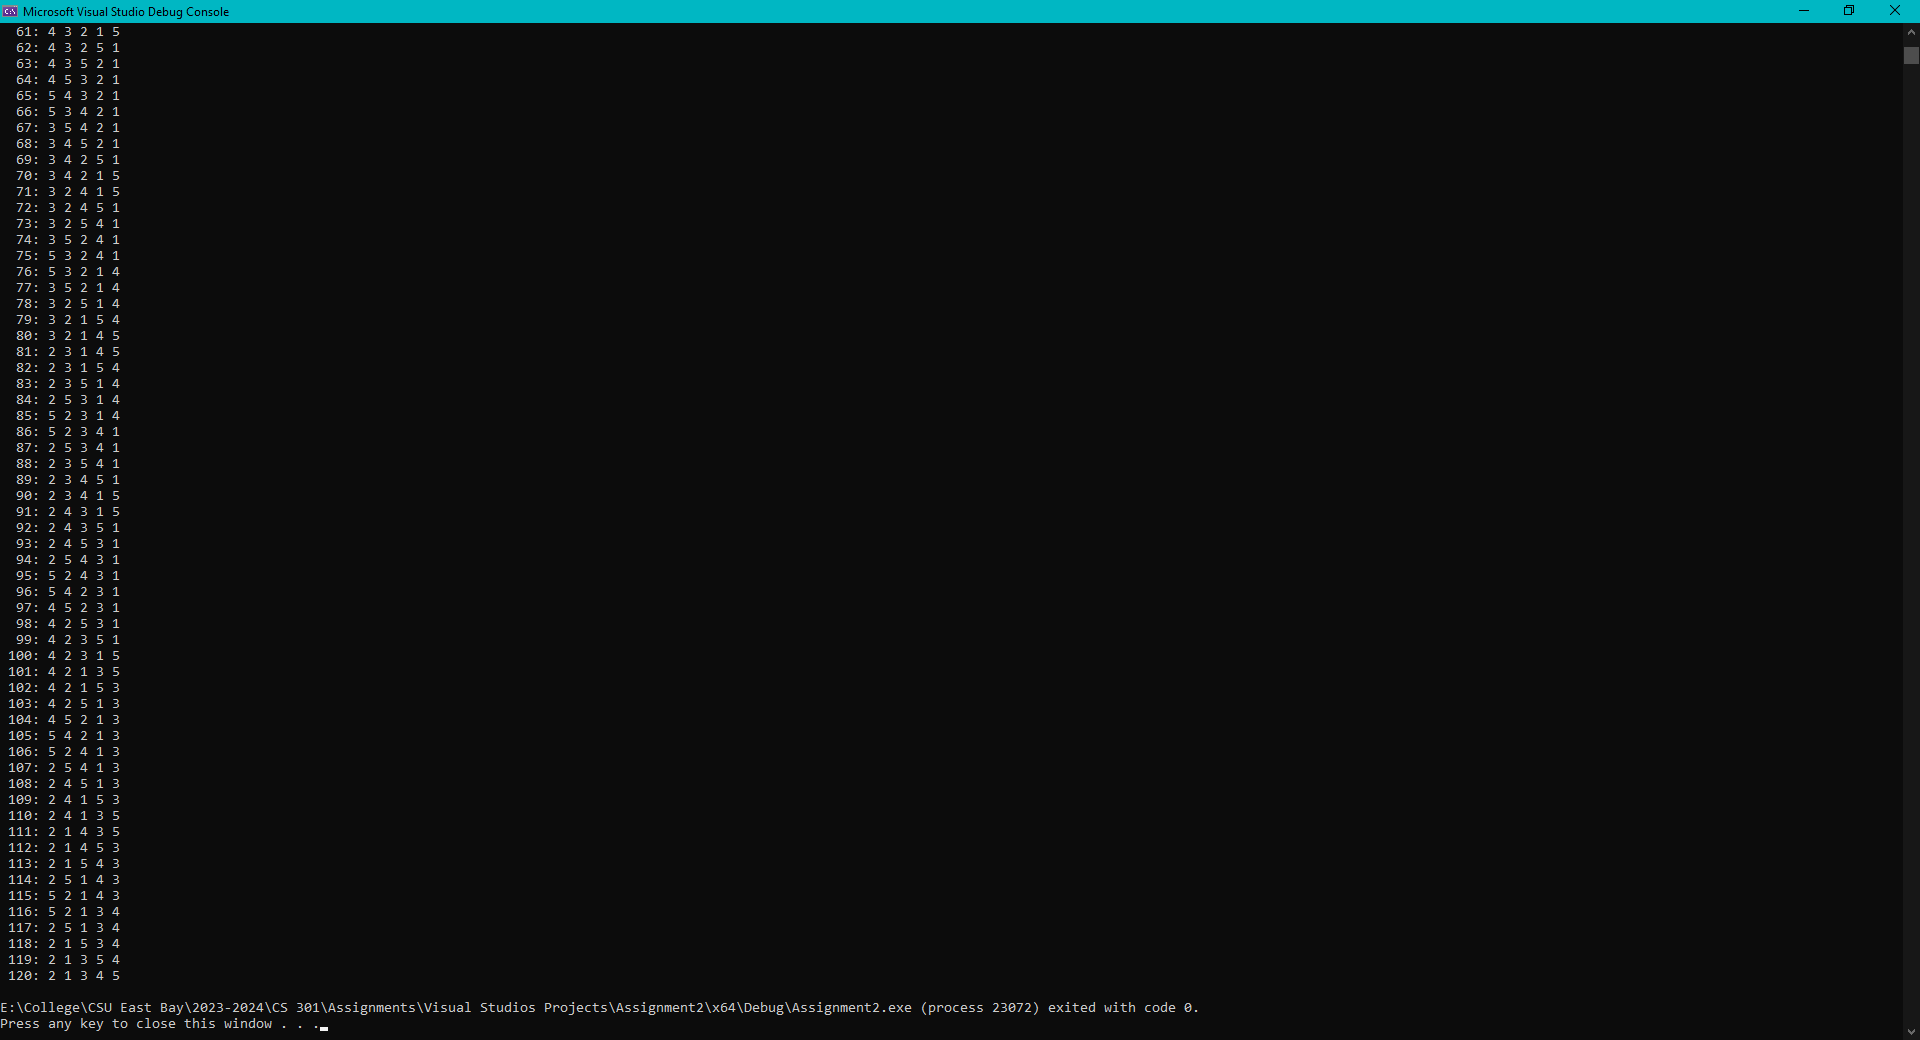 Microsoft Visual Studio Debug Console
61: 4 3 2 1 5
62: 4 3 2 5 1
63: 4 3 5 2 1
64: 4 5 3 2 1
65: 5 4 3 2 1
66: 5 3 4 2 1
67: 3 5 4 2 1
68: 3 4 5 2 1
69: 3 4 2 5 1
70: 3 4 2 1 5
71: 3 2 4 1 5
72: 3 2 4 5 1
73: 3 2 5 4 1
74: 3 5 2 4 1
75: 5 3 2 4 1
76: 5 3 2 1 4
77: 3 5 2 1 4
78: 3 2 5 1 4
79: 3 2 1 5 4
80: 3 2 1 4 5
81: 2 3 1 4 5
82: 2 3 1 5 4
83: 2 3 5 1 4
84: 2 5 3 1 4
85: 5 2 3 1 4
86: 5 2 3 4 1
87: 2 5 3 4 1
88: 2 3 5 4 1
89: 2 3 4 5 1
90: 2 3 4 1 5
91: 2 4 3 1 5
92: 2 4 3 5 1
93: 2 4 5 3 1
94: 2 5 4 3 1
95: 5 2 4 3 1
96: 5 4 2 3 1
97: 4 5 2 3 1
98: 4 2 5 3 1
99: 4 2 3 5 1
100: 4 2 3 1 5
101: 4 2 1 3 5
102: 4 2 1 5 3
103: 4 2 5 1 3
104: 4 5 2 1 3
105: 5 4 2 1 3
106: 5 2 4 1 3
107: 2 5 4 1 3
108: 2 4 5 1 3
109: 2 4 1 5 3
110: 2 4 1 3 5
111: 2 1 4 3 5
112: 2 1 4 5 3
113: 2 1 5 4 3
114: 2 5 1 4 3
115: 5 2 1 4 3
116: 5 2 1 3 4
117: 2 5 1 3 4
118: 2 1 5 3 4
119: 2 1 3 5 4
120: 2 1 3 4 5
E:\College\CSU East Bay\2023-2024\CS 301\Assignments\Visual Studios Projects\Assignment2\x64\Debug\Assignment2.exe (process 23072) exited with code 0.
Press any key to close this window . . .